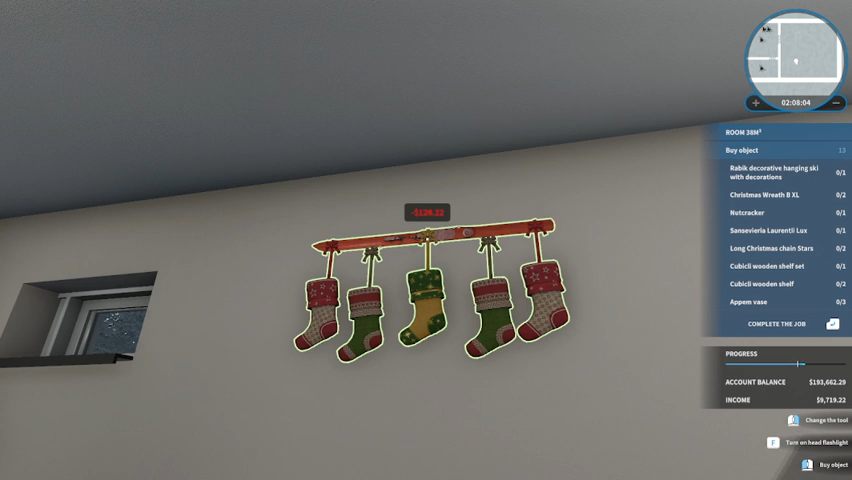 02:08:04
ROOM 38M²
Buy object 13
Rabik decorative hanging ski
with decorations 0/1
Christmas Wreath B XL 0/2
Nutcracker 0/1
Sansevieria Laurentii Lux 0/1
Long Christmas chain Stars 0/2
Cubicli wooden shelf set 0/1
Cubicli wooden shelf 0/2
Appem vase 0/3
COMPLETE THE JOB
PROGRESS
ACCOUNT BALANCE $193,662.29
INCOME $9,719.22
Change the tool
F Turn on head flashlight
Buy object